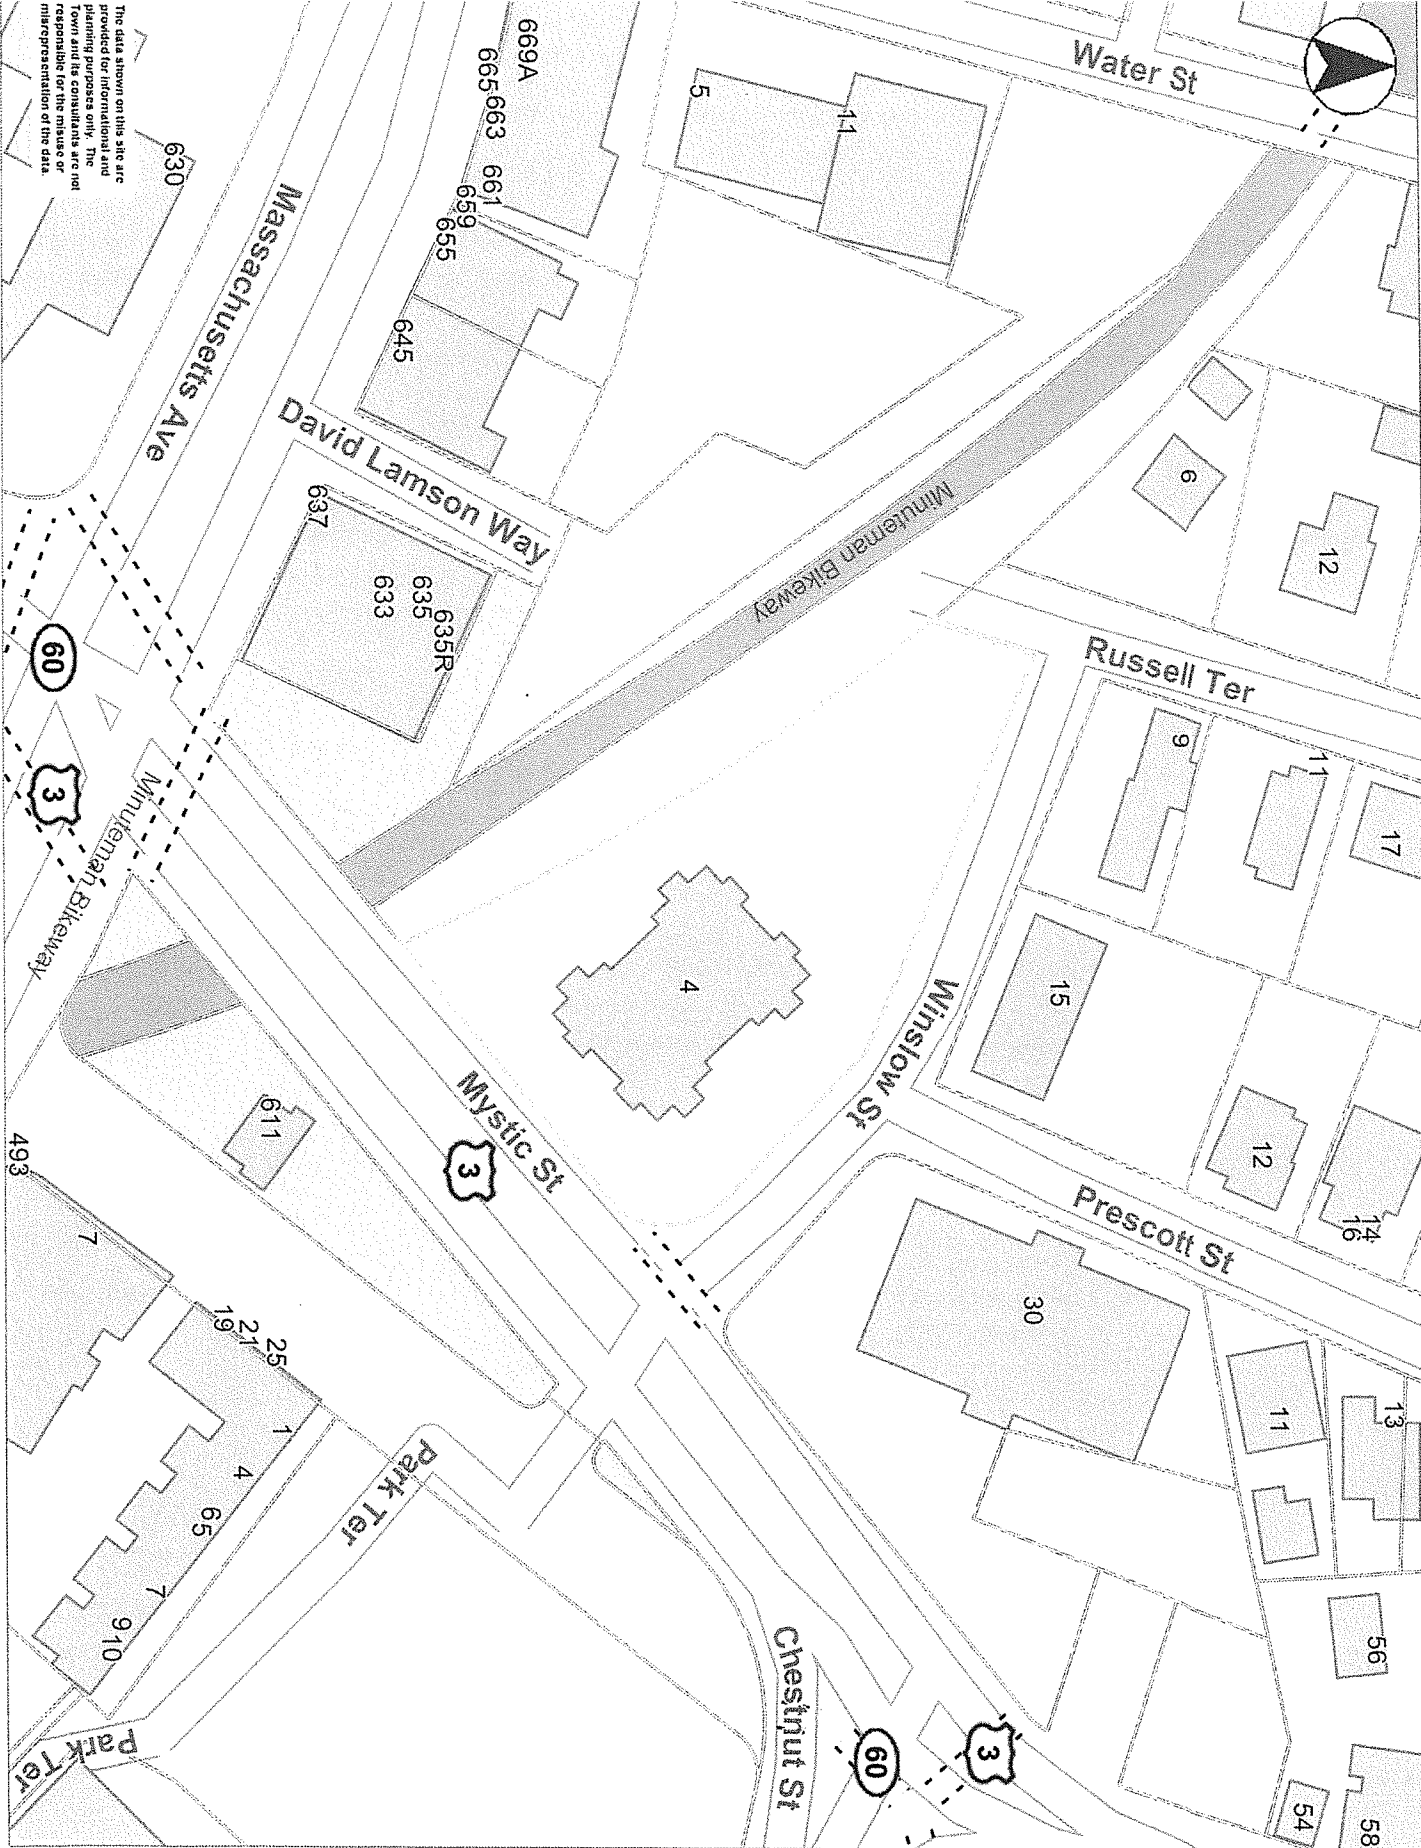 58
56
13
17
14
16
12
11
54
11
12
6
9
Russell Ter
Prescott St
Water St
15
30
3
Winslow St
Minuteman Bikeway
60
11
Chestnut St
5
4
669A
665
663
661
659
655
Mystic St
3
David Lamson Way
635R
635
633
645
Park Ter
637
25
21
19
1
4
6
5
7
9
10
611
Massachusetts Ave
630
Minuteman Bikeway
7
Park Ter
60
3
493
The data shown on this site are
provided for informational and
planning purposes only. The
Town and its consultants are not
responsible for the misuse or
misrepresentation of the data.